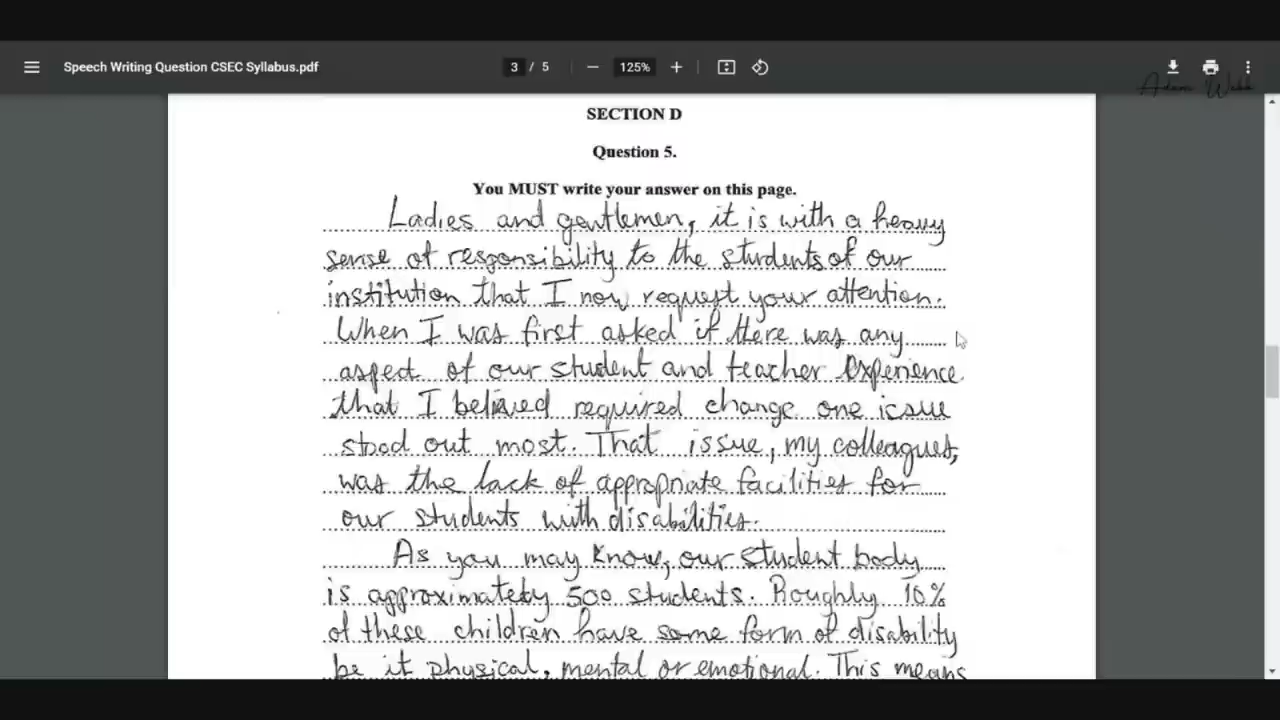 Speech Writing Question CSEC Syllabus.pdf
3 / 5
125%
Adam Webb
SECTION D
Question 5.
You MUST write your answer on this page.
Ladies and gentlemen, it is with a heavy
sense of responsibility to the students of our
institution that I now request your attention.
When I was first asked if there was any
aspect of our student and teacher experience
that I believed required change one issue
stood out most. That issue, my colleagues,
was the lack of appropriate facilities for
our students with disabilities.
As you may know, our student body
is approximately 500 students. Roughly 10%
of these children have some form of disability
be it physical, mental or emotional. This means